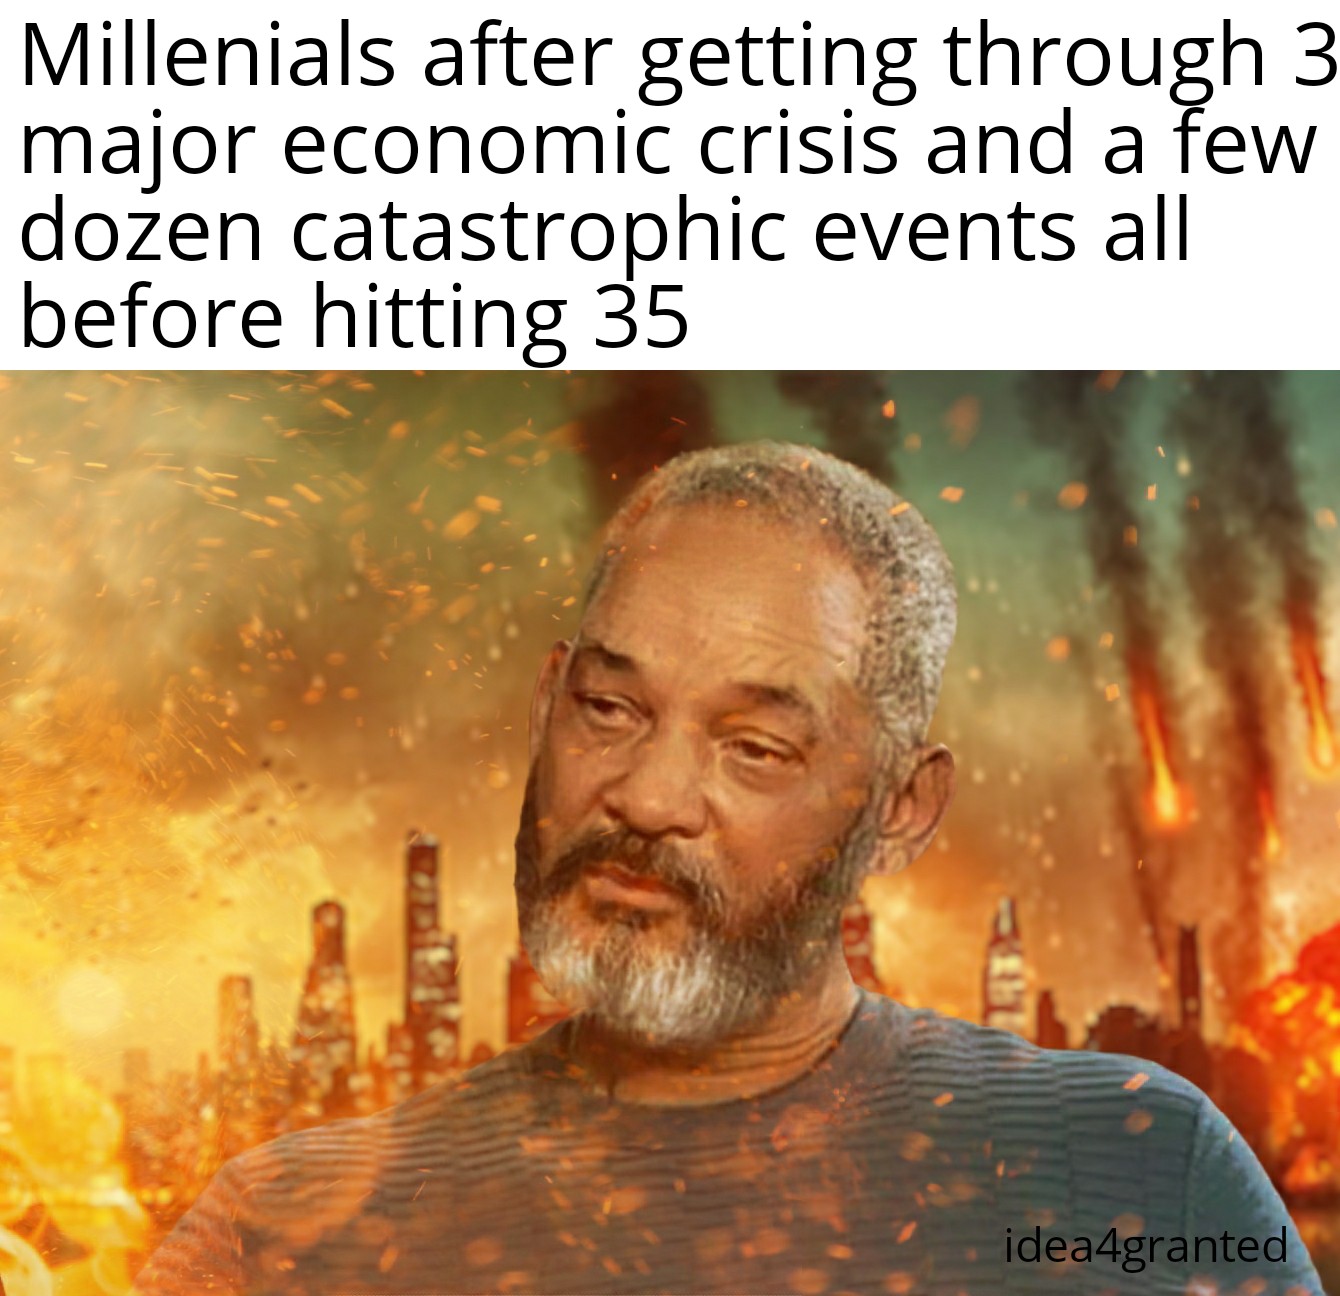 Millenials after getting through 3
major economic crisis and a few
dozen catastrophic events all
before hitting 35
idea4granted